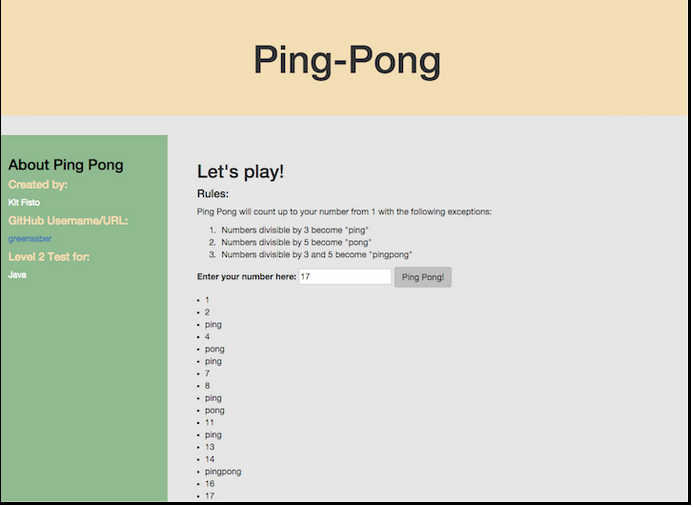 Ping-Pong
About Ping Pong
Created by:
Kit Fisto
GitHub Username/URL:
greensaber
Level 2 Test for:
Java
Let's play!
Rules:
Ping Pong will count up to your number from 1 with the following exceptions:
1. Numbers divisible by 3 become "ping"
2. Numbers divisible by 5 become "pong"
3. Numbers divisible by 3 and 5 become "pingpong"
Enter your number here: 17 Ping Pong!
• 1
• 2
• ping
• 4
• pong
• ping
• 7
• 8
• ping
• pong
• 11
• ping
• 13
• 14
• pingpong
• 16
• 17